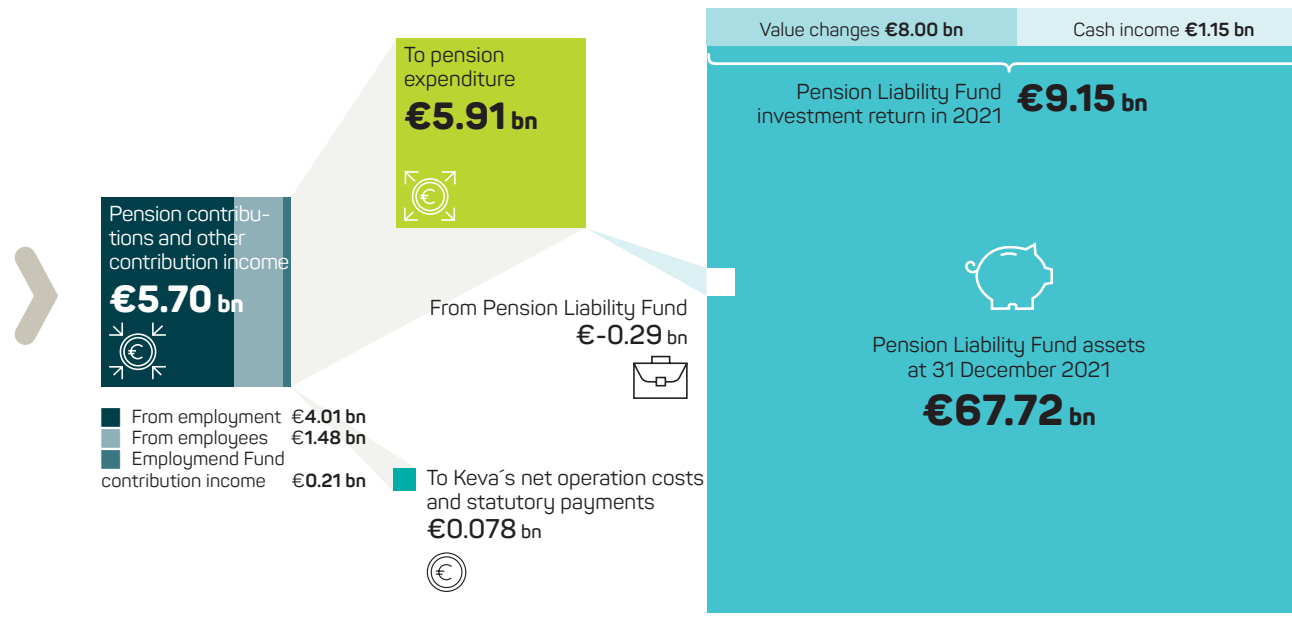 Pension contribu-
tions and other
contribution income
€5.70 bn
From employment €4.01 bn
From employees €1.48 bn
Employmend Fund
contribution income €0.21 bn
To pension
expenditure
€5.91 bn
From Pension Liability Fund
€-0.29 bn
To Keva´s net operation costs
and statutory payments
€0.078 bn
Value changes €8.00 bn
Cash income €1.15 bn
Pension Liability Fund
investment return in 2021
€9.15 bn
Pension Liability Fund assets
at 31 December 2021
€67.72 bn